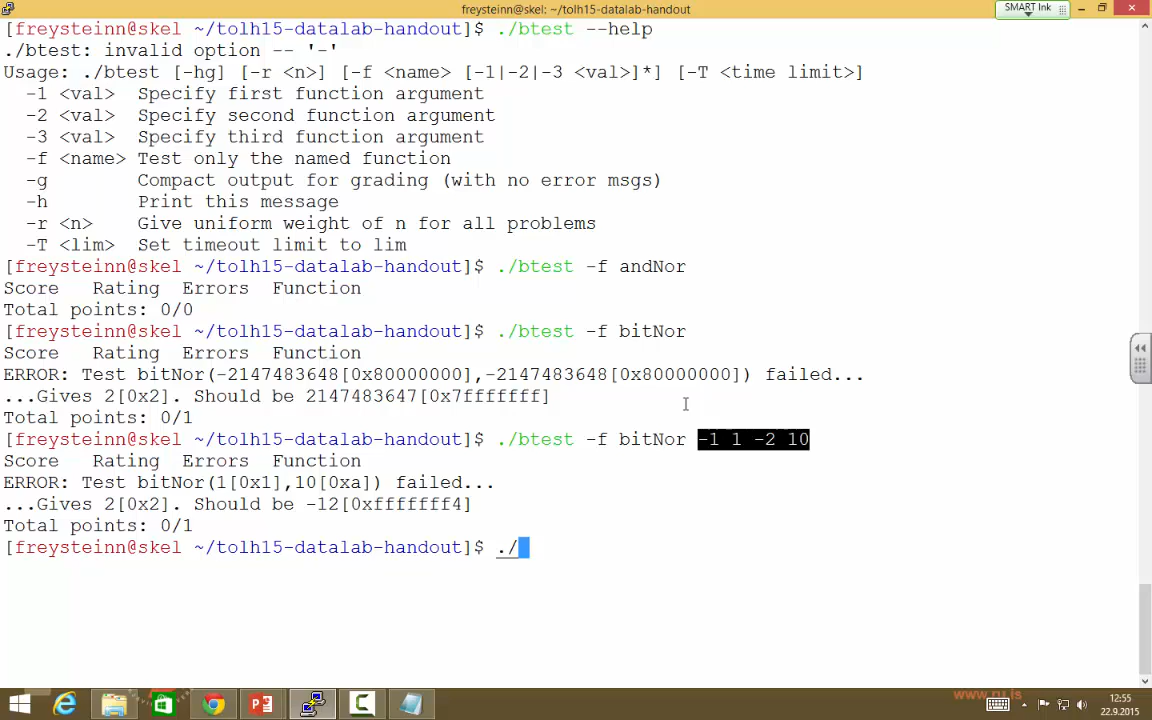 freysteinn@skel: ~/tolh15-datalab-handout
SMART Ink
[freysteinn@skel ~/tolh15-datalab-handout]$ ./btest --help
./btest: invalid option -- '-'
Usage: ./btest [-hg] [-r <n>] [-f <name> [-1|-2|-3 <val>]*] [-T <time limit>]
  -1 <val>  Specify first function argument
  -2 <val>  Specify second function argument
  -3 <val>  Specify third function argument
  -f <name> Test only the named function
  -g        Compact output for grading (with no error msgs)
  -h        Print this message
  -r <n>    Give uniform weight of n for all problems
  -T <lim>  Set timeout limit to lim
[freysteinn@skel ~/tolh15-datalab-handout]$ ./btest -f andNor
Score   Rating  Errors  Function
Total points: 0/0
[freysteinn@skel ~/tolh15-datalab-handout]$ ./btest -f bitNor
Score   Rating  Errors  Function
ERROR: Test bitNor(-2147483648[0x80000000],-2147483648[0x80000000]) failed...
...Gives 2[0x2]. Should be 2147483647[0x7fffffff]
Total points: 0/1
[freysteinn@skel ~/tolh15-datalab-handout]$ ./btest -f bitNor -1 1 -2 10
Score   Rating  Errors  Function
ERROR: Test bitNor(1[0x1],10[0xa]) failed...
...Gives 2[0x2]. Should be -12[0xfffffff4]
Total points: 0/1
[freysteinn@skel ~/tolh15-datalab-handout]$ ./
www.ru.is
12:55
22.9.2015